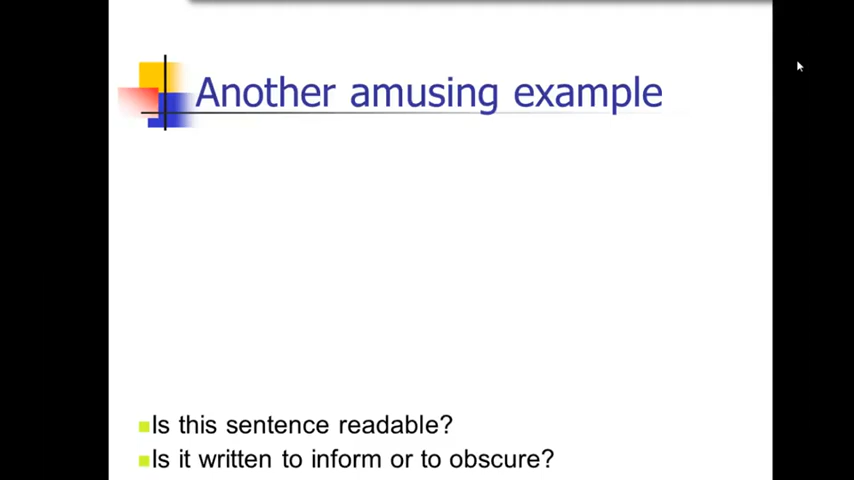 Another amusing example
Is this sentence readable?
Is it written to inform or to obscure?